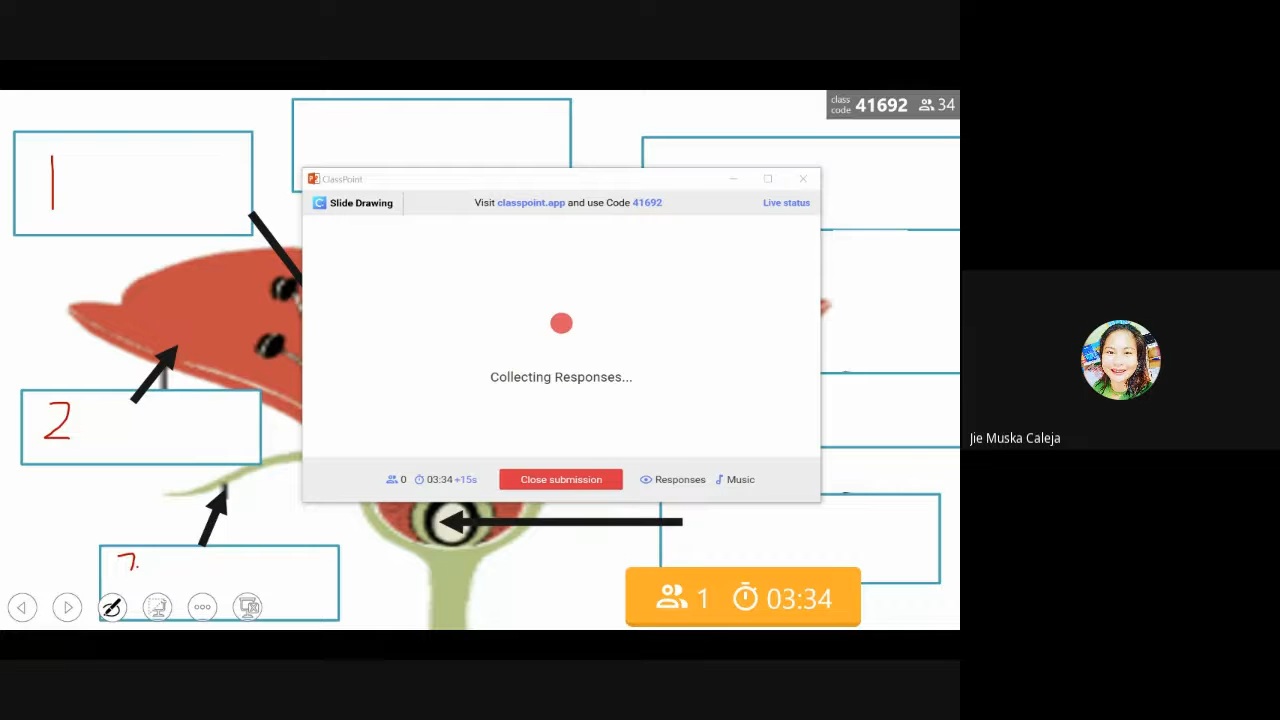 class
code 41692 34
1
ClassPoint
Slide Drawing
Visit classpoint.app and use Code 41692
Live status
Collecting Responses...
2
0 03:34 +15s
Close submission
Responses
Music
1 03:34
Jie Muska Caleja